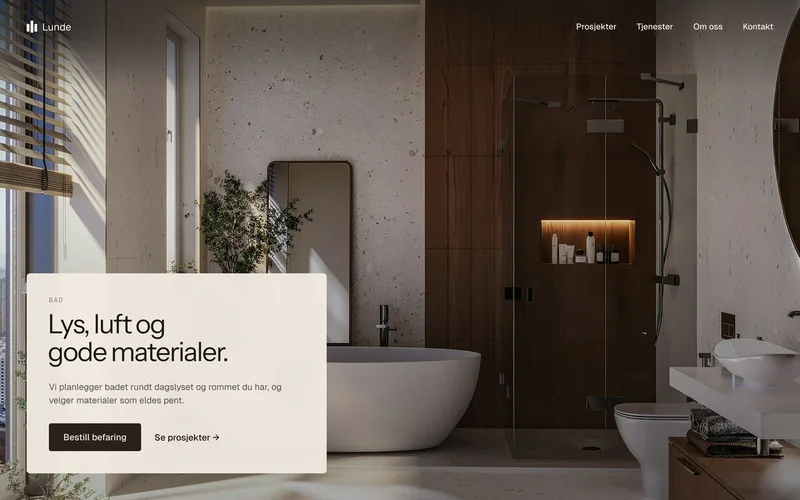 Lunde
Prosjekter
Tjenester
Om oss
Kontakt
BAD
Lys, luft og
gode materialer.
Vi planlegger badet rundt dagslyset og rommet du har, og
velger materialer som eldes pent.
Bestill befaring
Se prosjekter →